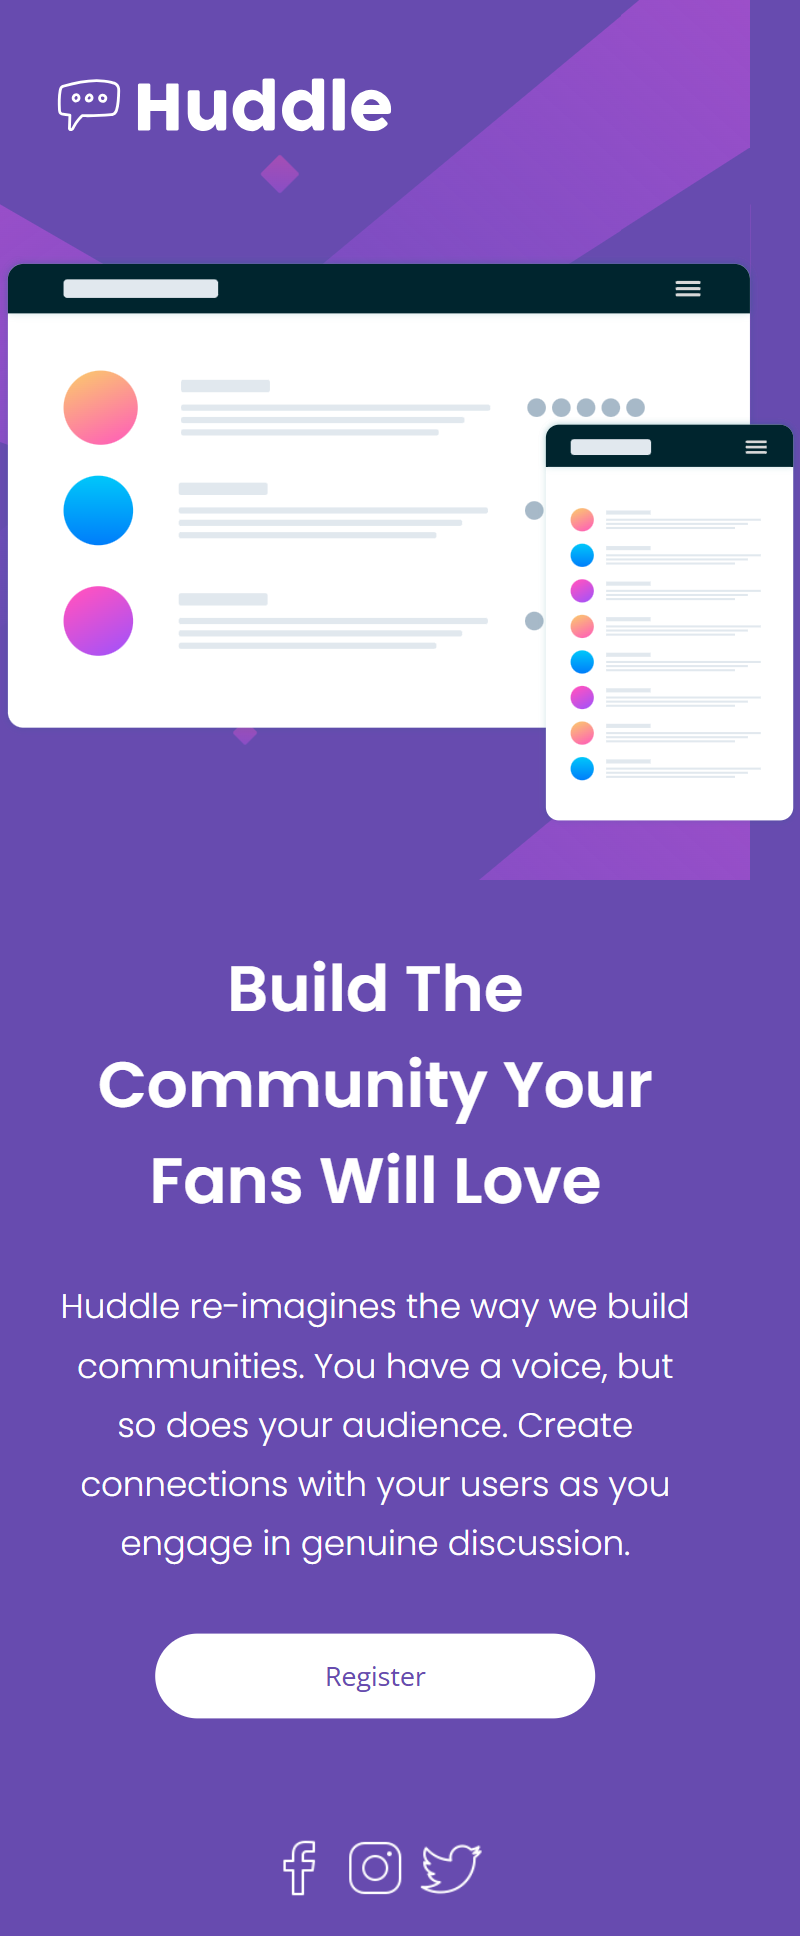 Huddle
Build The
Community Your
Fans Will Love
Huddle re-imagines the way we build
communities. You have a voice, but
so does your audience. Create
connections with your users as you
engage in genuine discussion.
Register